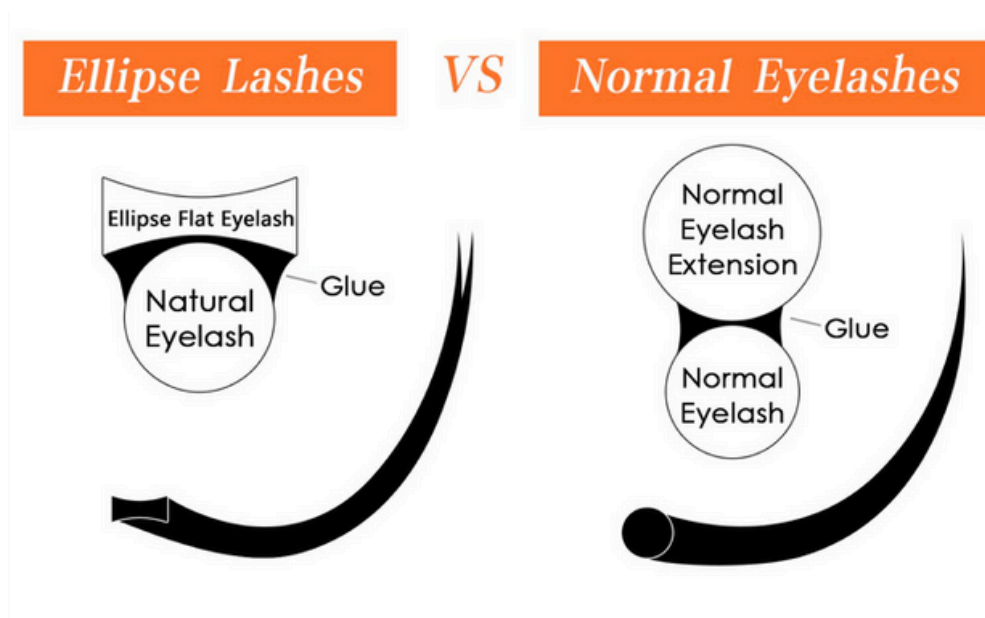 Ellipse Lashes
VS
Normal Eyelashes
Ellipse Flat Eyelash
Natural
Eyelash
Glue
Normal
Eyelash
Extension
Glue
Normal
Eyelash